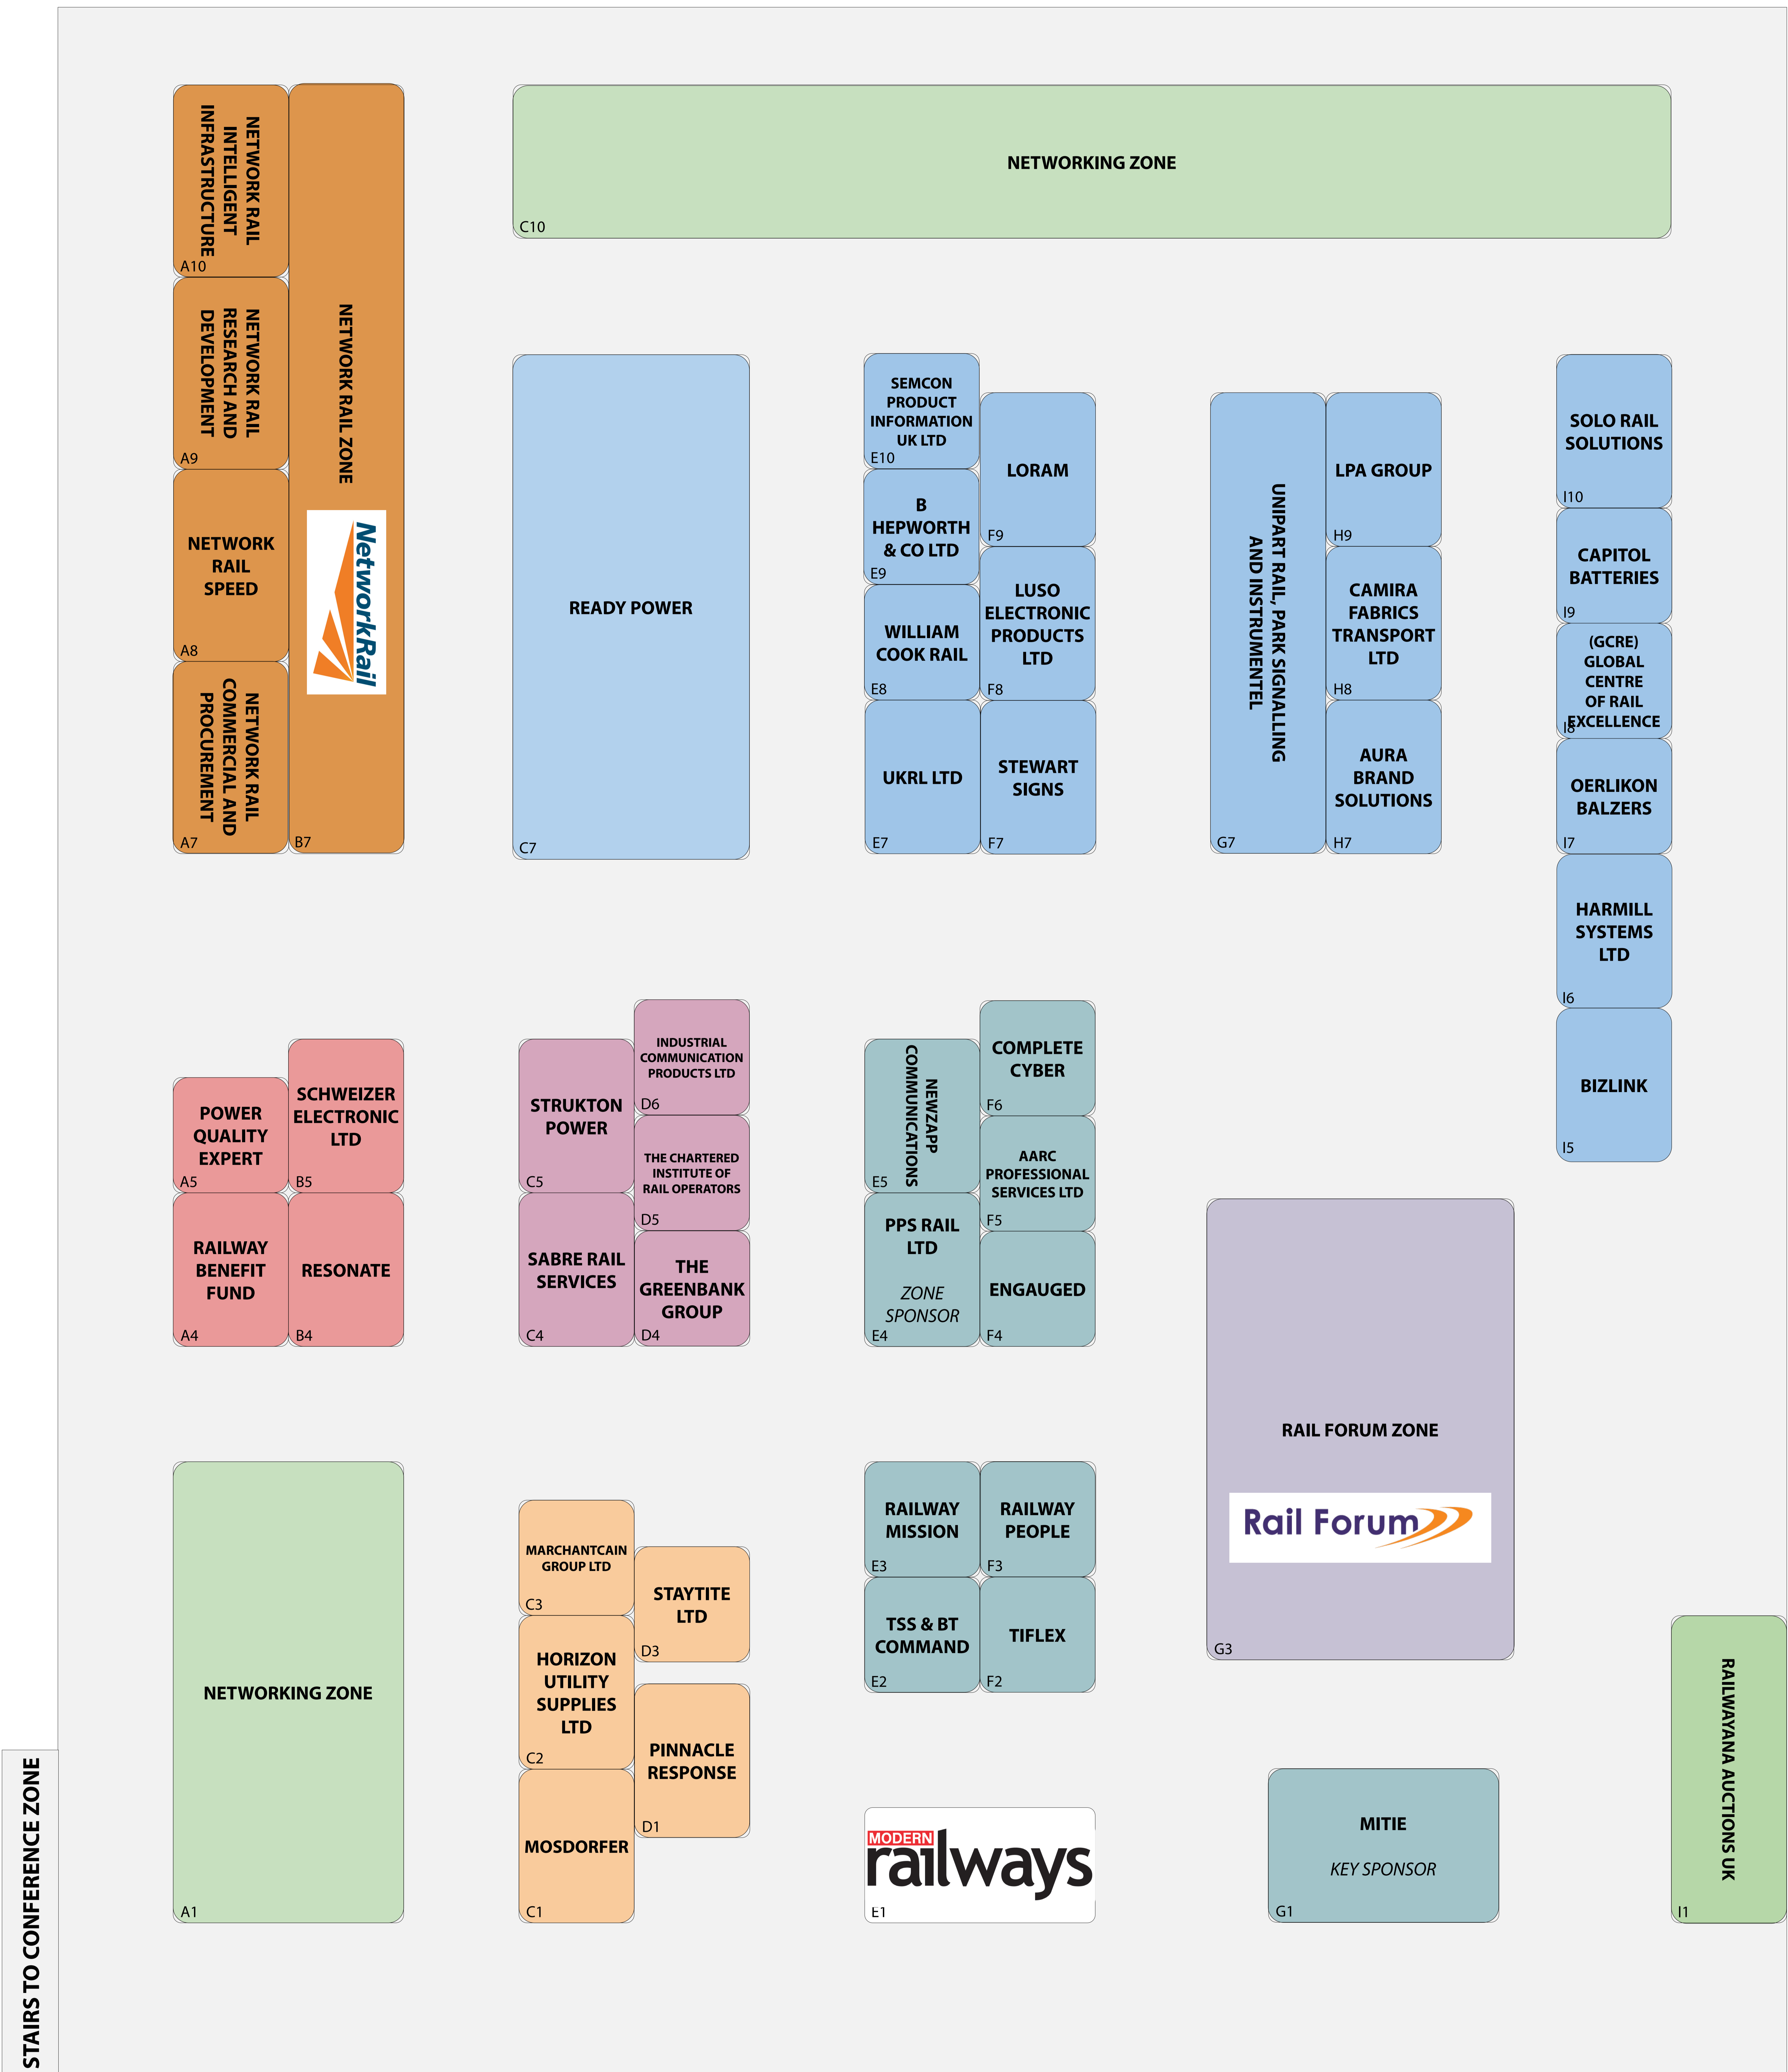 NETWORK RAIL
INTELLIGENT
INFRASTRUCTURE
A10
NETWORK RAIL
RESEARCH AND
DEVELOPMENT
A9
NETWORK
RAIL
SPEED
A8
NETWORK RAIL
COMMERCIAL AND
PROCUREMENT
A7
NETWORK RAIL ZONE
NetworkRail
B7
NETWORKING ZONE
C10
READY POWER
C7
SEMCON
PRODUCT
INFORMATION
UK LTD
E10
B
HEPWORTH
& CO LTD
E9
WILLIAM
COOK RAIL
E8
UKRL LTD
E7
LORAM
F9
LUSO
ELECTRONIC
PRODUCTS
LTD
F8
STEWART
SIGNS
F7
UNIPART RAIL, PARK SIGNALLING
AND INSTRUMENTEL
G7
LPA GROUP
H9
CAMIRA
FABRICS
TRANSPORT
LTD
H8
AURA
BRAND
SOLUTIONS
H7
SOLO RAIL
SOLUTIONS
I10
CAPITOL
BATTERIES
I9
(GCRE)
GLOBAL
CENTRE
OF RAIL
EXCELLENCE
I8
OERLIKON
BALZERS
I7
HARMILL
SYSTEMS
LTD
I6
BIZLINK
I5
POWER
QUALITY
EXPERT
A5
SCHWEIZER
ELECTRONIC
LTD
B5
RAILWAY
BENEFIT
FUND
A4
RESONATE
B4
STRUKTON
POWER
C5
SABRE RAIL
SERVICES
C4
INDUSTRIAL
COMMUNICATION
PRODUCTS LTD
D6
THE CHARTERED
INSTITUTE OF
RAIL OPERATORS
D5
THE
GREENBANK
GROUP
D4
NEWZAPP
COMMUNICATIONS
E5
PPS RAIL
LTD
ZONE
SPONSOR
E4
COMPLETE
CYBER
F6
AARC
PROFESSIONAL
SERVICES LTD
F5
ENGAUGED
F4
RAIL FORUM ZONE
Rail Forum
G3
NETWORKING ZONE
A1
MARCHANTCAIN
GROUP LTD
C3
HORIZON
UTILITY
SUPPLIES
LTD
C2
MOSDORFER
C1
STAYTITE
LTD
D3
PINNACLE
RESPONSE
D1
RAILWAY
MISSION
E3
RAILWAY
PEOPLE
F3
TSS & BT
COMMAND
E2
TIFLEX
F2
MODERN
railways
E1
MITIE
KEY SPONSOR
G1
RAILWAYANA AUCTIONS UK
I1
STAIRS TO CONFERENCE ZONE